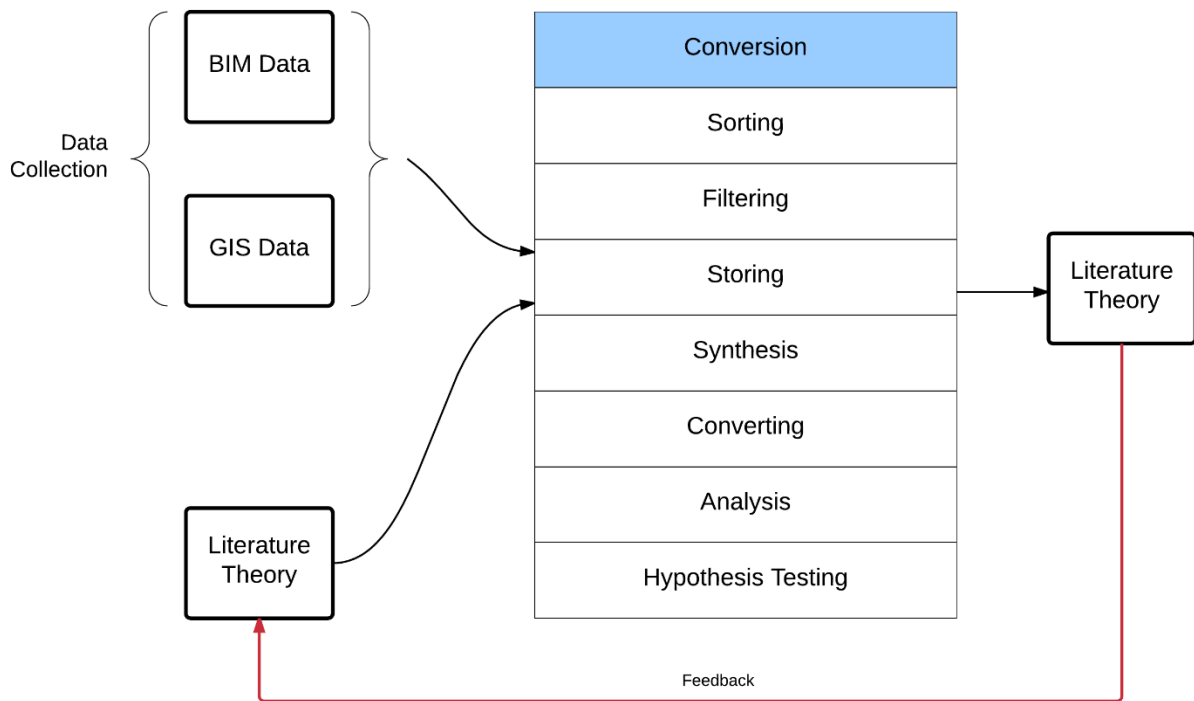 BIM Data
Data
Collection
GIS Data
Literature
Theory
Conversion
Sorting
Filtering
Storing
Synthesis
Converting
Analysis
Hypothesis Testing
Literature
Theory
Feedback